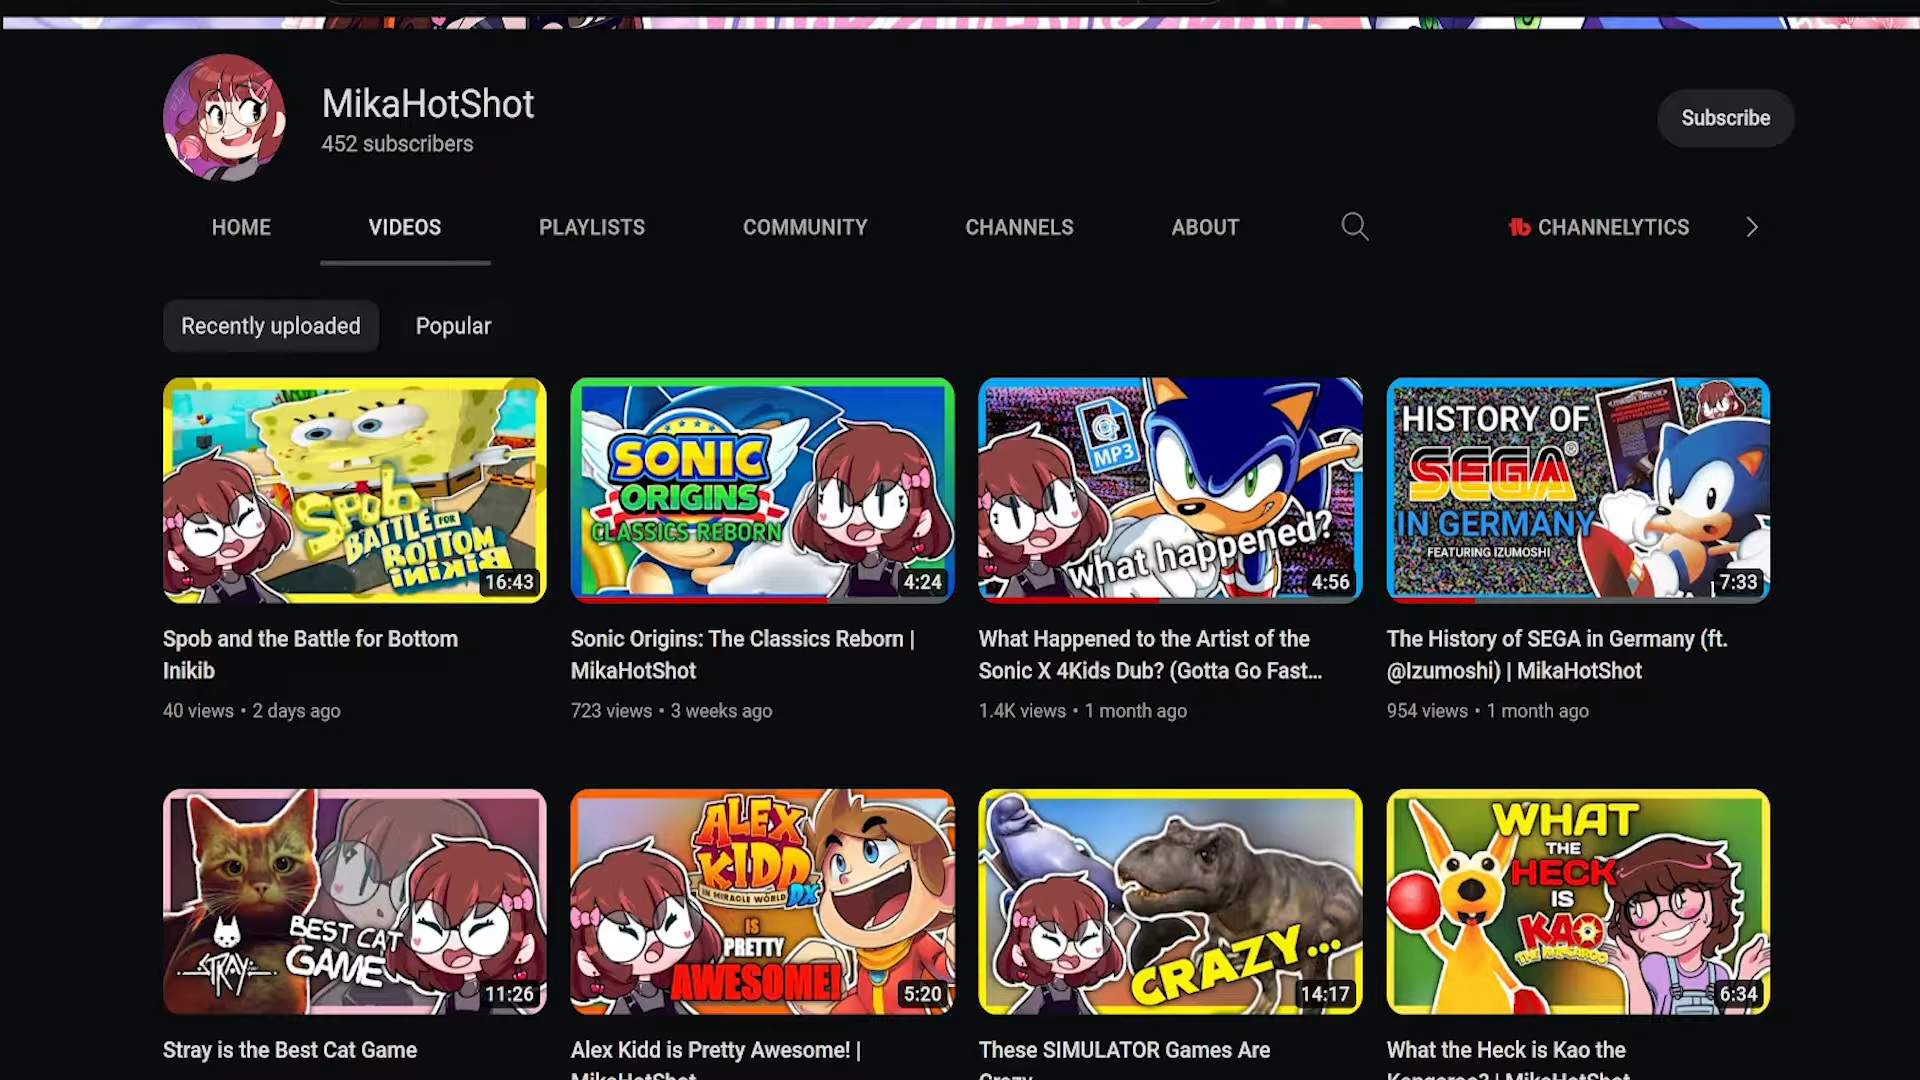 MikaHotShot
452 subscribers
Subscribe
HOME
VIDEOS
PLAYLISTS
COMMUNITY
CHANNELS
ABOUT
CHANNELYTICS
Recently uploaded
Popular
Spob
BATTLE FOR
BOTTOM
iniKiB
16:43
SONIC
ORIGINS
CLASSICS REBORN
4:24
MP3
what happened?
4:56
HISTORY OF
SEGA®
IN GERMANY
FEATURING IZUMOSHI
7:33
Spob and the Battle for Bottom
Inikib
40 views • 2 days ago
Sonic Origins: The Classics Reborn |
MikaHotShot
723 views • 3 weeks ago
What Happened to the Artist of the
Sonic X 4Kids Dub? (Gotta Go Fast...
1.4K views • 1 month ago
The History of SEGA in Germany (ft.
@Izumoshi) | MikaHotShot
954 views • 1 month ago
STRAY
BEST CAT
GAME
11:26
ALEX
KIDD
IN MIRACLE WORLD DX
IS
PRETTY
AWESOME!
5:20
CRAZY...
14:17
WHAT
THE
HECK
IS
KAO
THE KANGAROO
6:34
Stray is the Best Cat Game
Alex Kidd is Pretty Awesome! |
MikaHotShot
These SIMULATOR Games Are
Crazy
What the Heck is Kao the
Kangaroo? | MikaHotShot